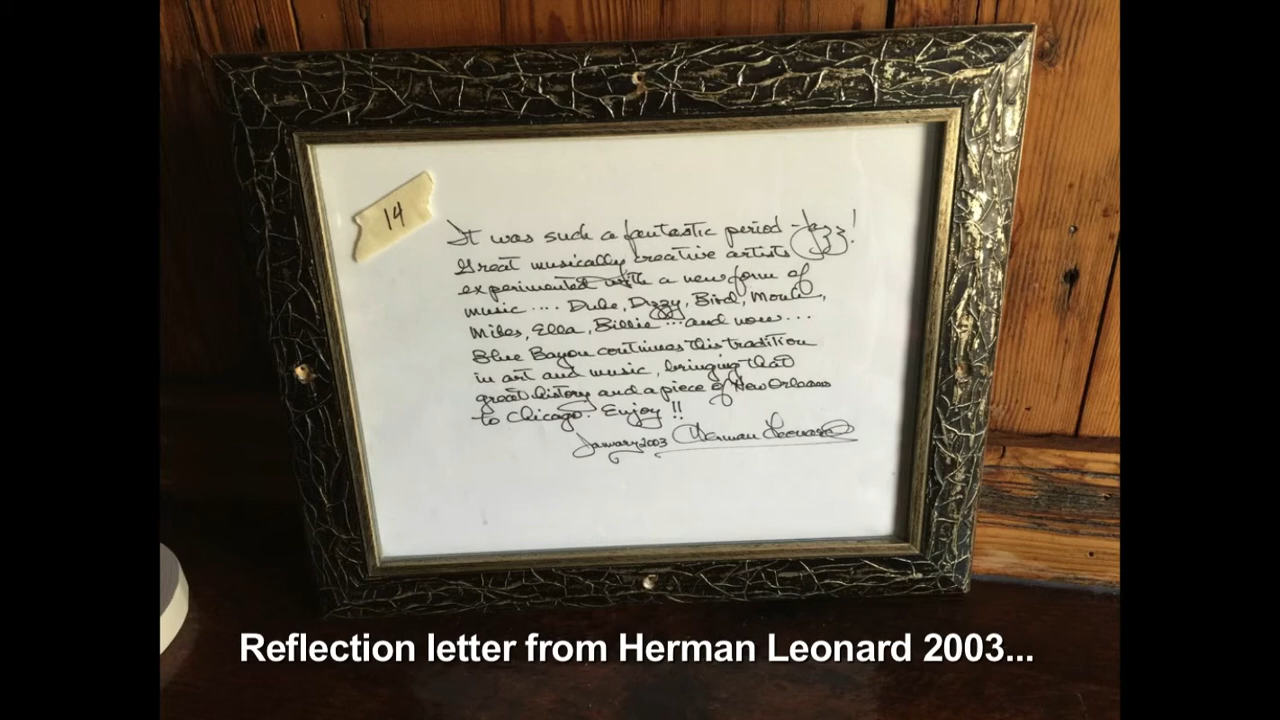 14
It was such a fantastic period - Jazz!
Great musically creative artists
experimented with a new form of
music .... Duke, Dizzy, Bird, Monk,
Miles, Ella, Billie ... and now ...
Blue Bayou continues this tradition
in art and music, bringing that
great history and a piece of New Orleans
to Chicago. Enjoy !!
January 2003 Herman Leonard
Reflection letter from Herman Leonard 2003...